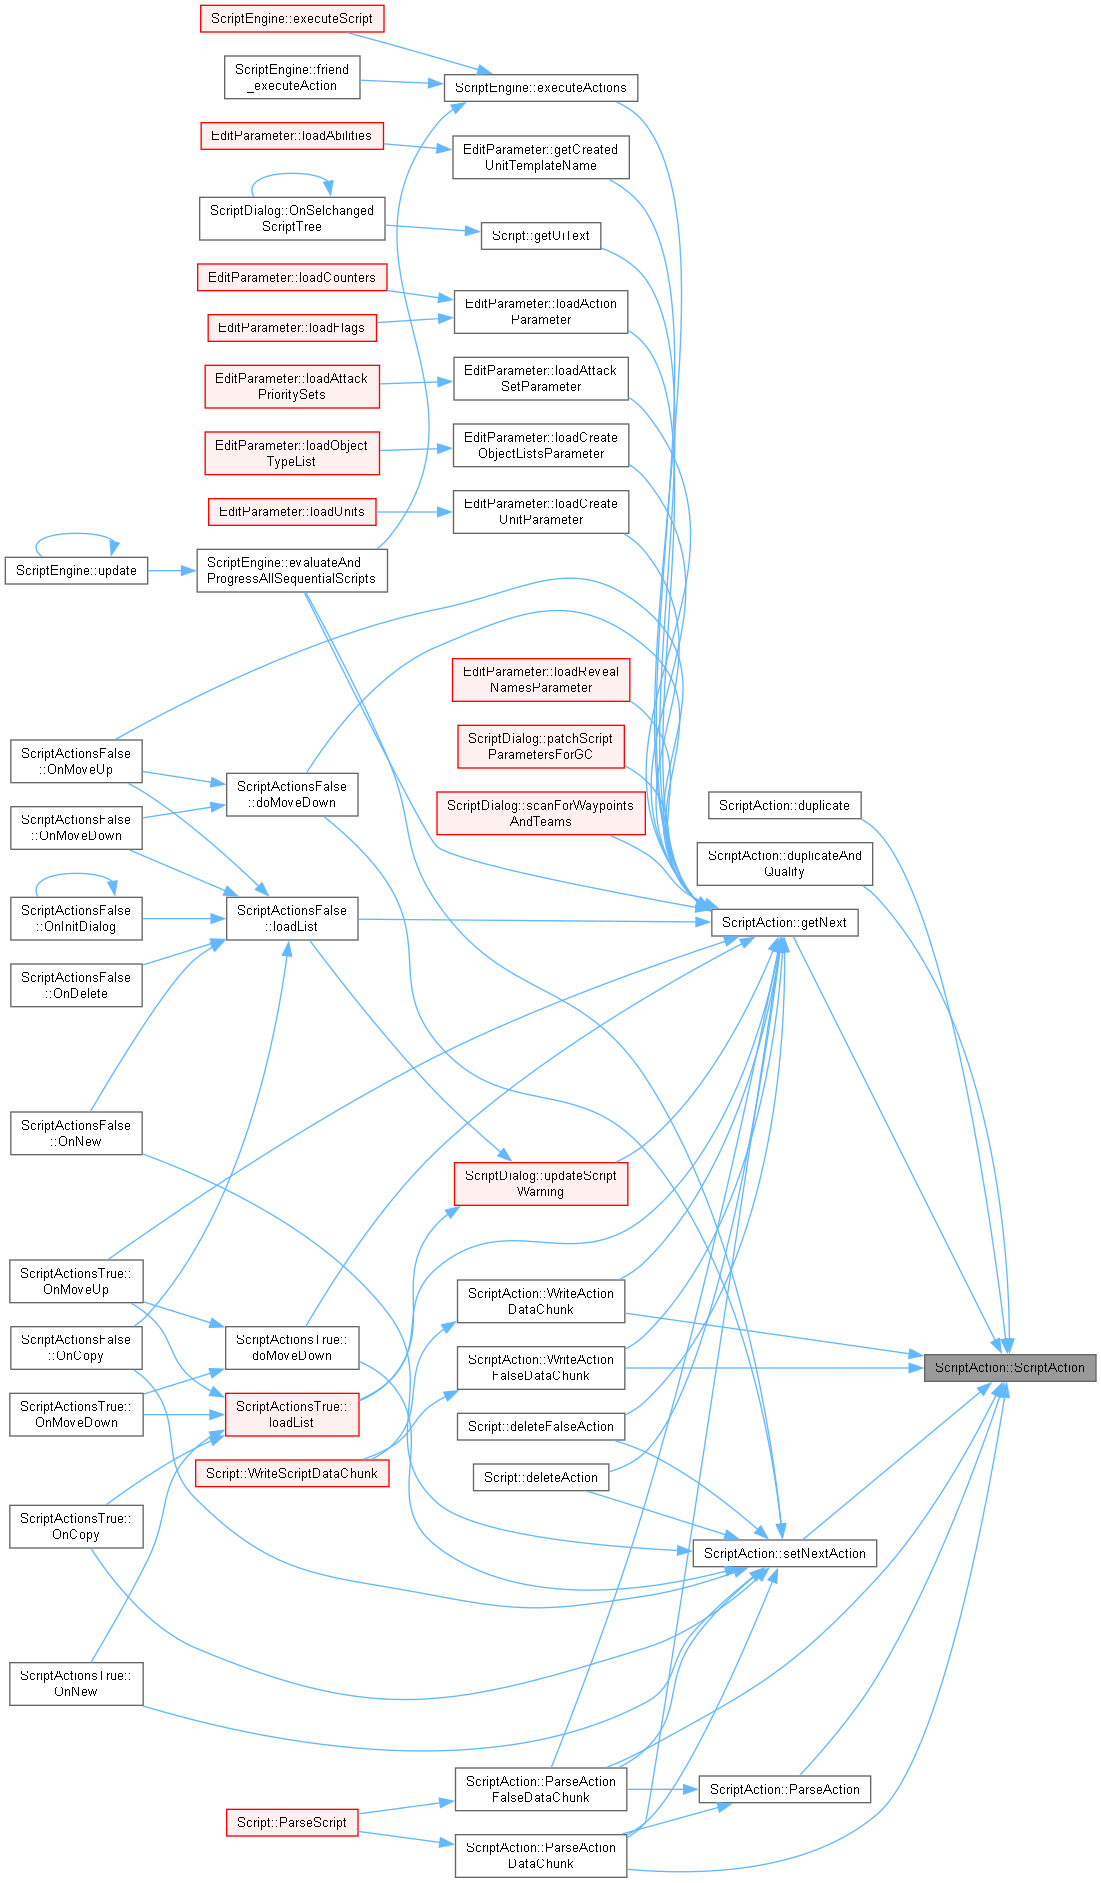 ScriptEngine::executeScript
ScriptEngine::friend
_executeAction
ScriptEngine::executeActions
EditParameter::loadAbilities
EditParameter::getCreated
UnitTemplateName
ScriptDialog::OnSelchanged
ScriptTree
Script::getUiText
EditParameter::loadCounters
EditParameter::loadAction
Parameter
EditParameter::loadFlags
EditParameter::loadAttack
PrioritySets
EditParameter::loadAttack
SetParameter
EditParameter::loadObject
TypeList
EditParameter::loadCreate
ObjectListsParameter
EditParameter::loadUnits
EditParameter::loadCreate
UnitParameter
ScriptEngine::update
ScriptEngine::evaluateAnd
ProgressAllSequentialScripts
EditParameter::loadReveal
NamesParameter
ScriptDialog::patchScript
ParametersForGC
ScriptActionsFalse
::OnMoveUp
ScriptActionsFalse
::doMoveDown
ScriptDialog::scanForWaypoints
AndTeams
ScriptAction::duplicate
ScriptActionsFalse
::OnMoveDown
ScriptAction::duplicateAnd
Qualify
ScriptActionsFalse
::OnInitDialog
ScriptActionsFalse
::loadList
ScriptAction::getNext
ScriptActionsFalse
::OnDelete
ScriptActionsFalse
::OnNew
ScriptDialog::updateScript
Warning
ScriptActionsTrue::
OnMoveUp
ScriptAction::WriteAction
DataChunk
ScriptActionsFalse
::OnCopy
ScriptActionsTrue::
doMoveDown
ScriptAction::WriteAction
FalseDataChunk
ScriptAction::ScriptAction
ScriptActionsTrue::
OnMoveDown
ScriptActionsTrue::
loadList
Script::deleteFalseAction
Script::WriteScriptDataChunk
Script::deleteAction
ScriptActionsTrue::
OnCopy
ScriptAction::setNextAction
ScriptActionsTrue::
OnNew
ScriptAction::ParseAction
FalseDataChunk
ScriptAction::ParseAction
Script::ParseScript
ScriptAction::ParseAction
DataChunk